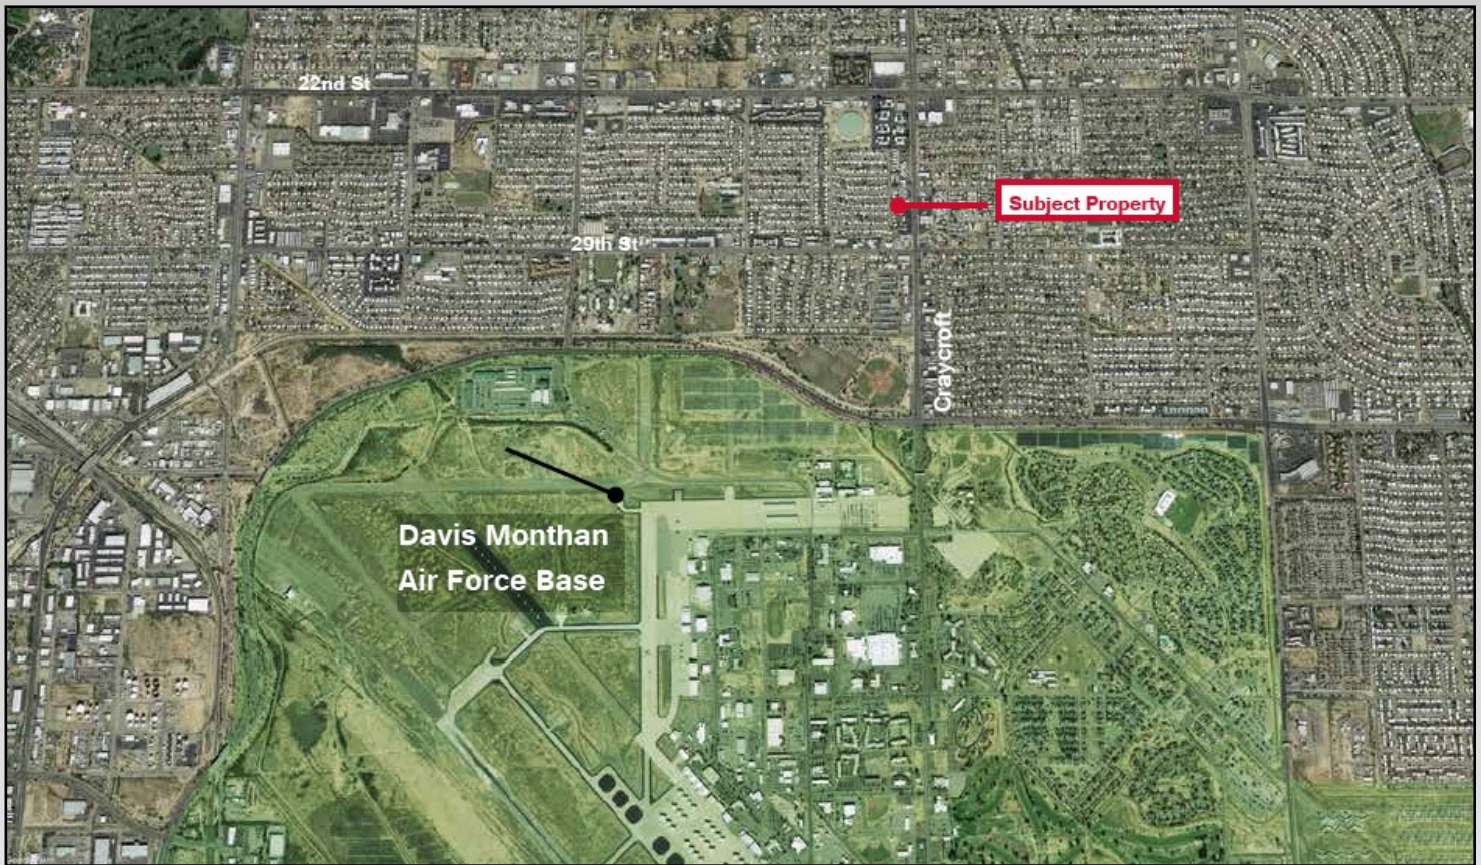 22nd St
Subject Property
29th St
Craycroft
Davis Monthan
Air Force Base